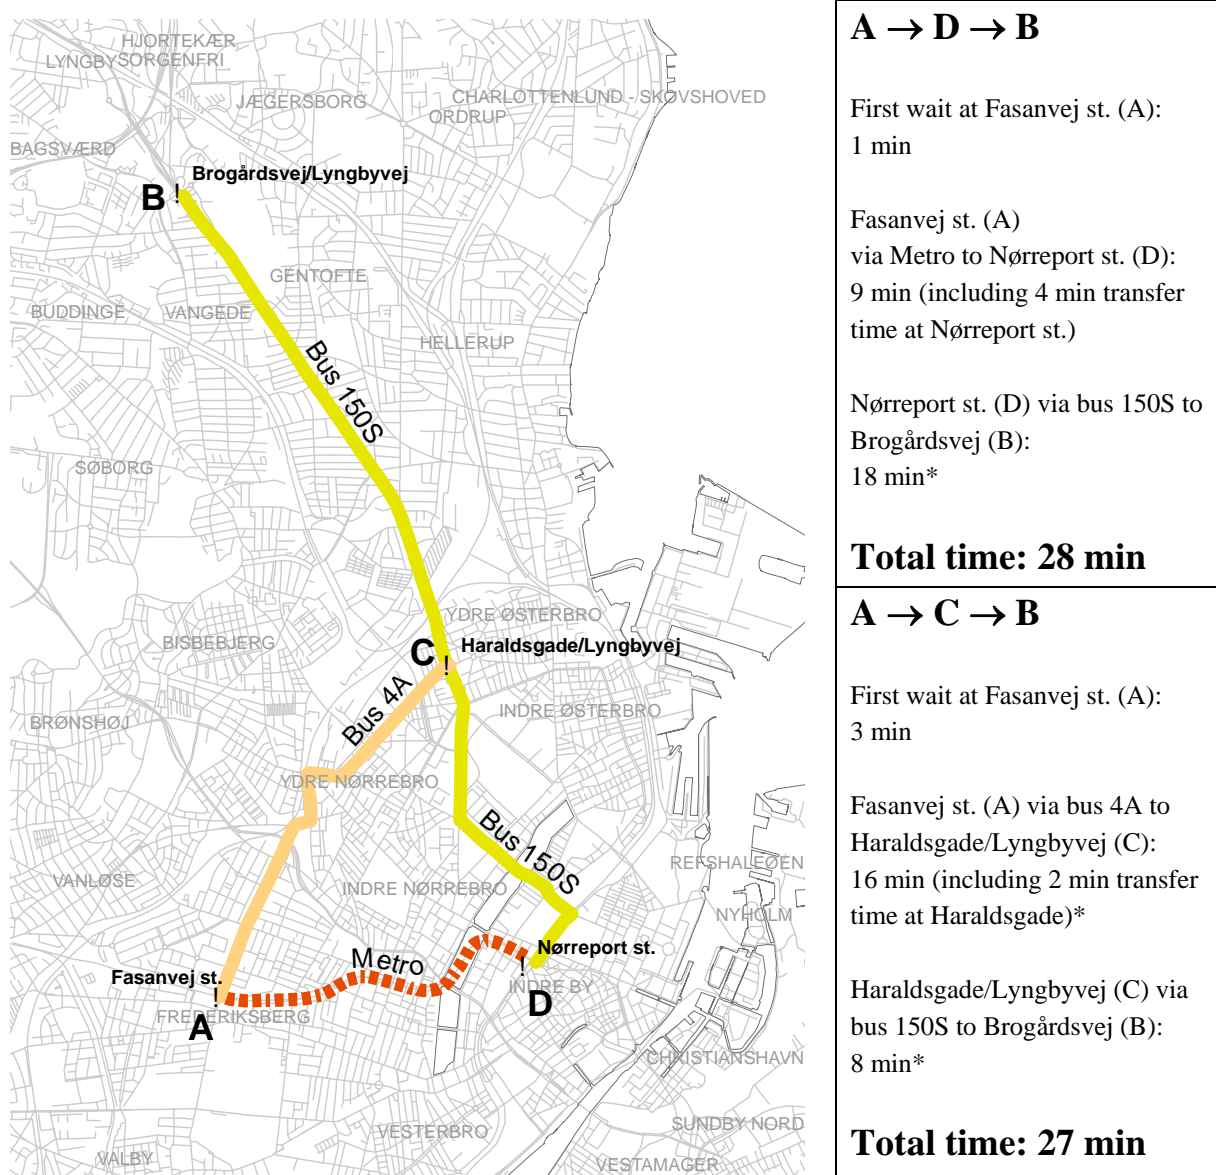 HJORTEKÆR
LYNGBY SORGENFRI
JÆGERSBORG
CHARLOTTENLUND - SKOVSHOVED
ORDRUP
BAGSVÆRD
Brogårdsvej/Lyngbyvej
B
!
GENTOFTE
BUDDINGE
VANGEDE
HELLERUP
Bus 150S
SØBORG
YDRE ØSTERBRO
BISBEBJERG
C
Haraldsgade/Lyngbyvej
!
Bus 4A
INDRE ØSTERBRO
BRØNSHØJ
YDRE NØRREBRO
Bus 150S
REFSHALEØEN
VANLØSE
INDRE NØRREBRO
NYHOLM
Nørreport st.
Metro
!
Fasanvej st.
INDRE BY
!
D
FREDERIKSBERG
A
CHRISTIANSHAVN
SUNDBY NORD
VESTERBRO
VALBY
VESTAMAGER
A → D → B
First wait at Fasanvej st. (A):
1 min
Fasanvej st. (A)
via Metro to Nørreport st. (D):
9 min (including 4 min transfer
time at Nørreport st.)
Nørreport st. (D) via bus 150S to
Brogårdsvej (B):
18 min*
Total time: 28 min
A → C → B
First wait at Fasanvej st. (A):
3 min
Fasanvej st. (A) via bus 4A to
Haraldsgade/Lyngbyvej (C):
16 min (including 2 min transfer
time at Haraldsgade)*
Haraldsgade/Lyngbyvej (C) via
bus 150S to Brogårdsvej (B):
8 min*
Total time: 27 min